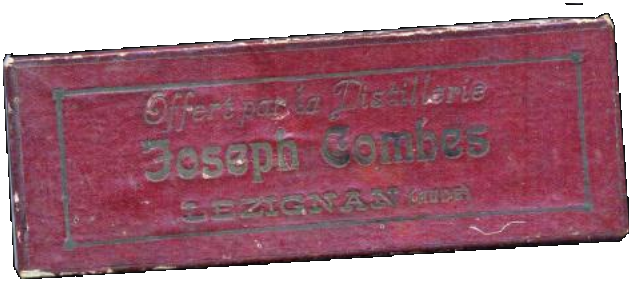 Offert par la Distillerie
Joseph Combes
LEZIGNAN (AUDE)